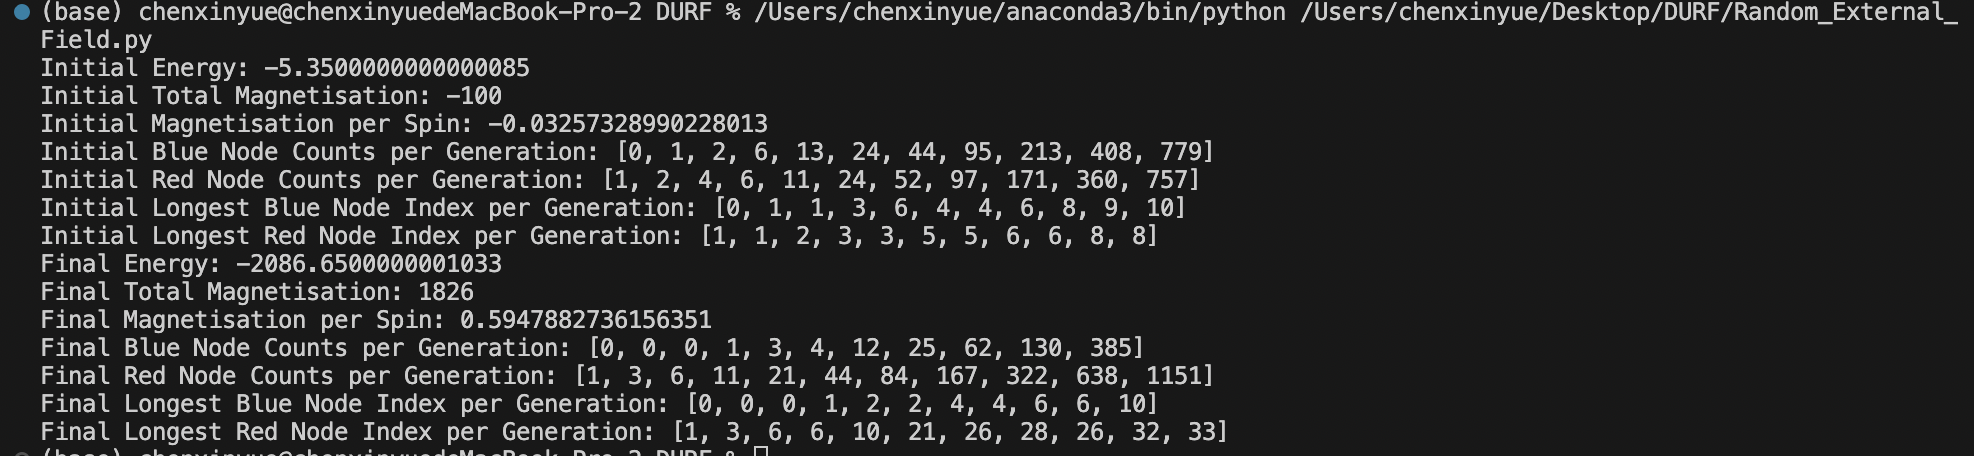 (base) chenxinyue@chenxinyuedeMacBook-Pro-2 DURF % /Users/chenxinyue/anaconda3/bin/python /Users/chenxinyue/Desktop/DURF/Random_External_
Field.py
Initial Energy: -5.3500000000000085
Initial Total Magnetisation: -100
Initial Magnetisation per Spin: -0.03257328990228013
Initial Blue Node Counts per Generation: [0, 1, 2, 6, 13, 24, 44, 95, 213, 408, 779]
Initial Red Node Counts per Generation: [1, 2, 4, 6, 11, 24, 52, 97, 171, 360, 757]
Initial Longest Blue Node Index per Generation: [0, 1, 1, 3, 6, 4, 4, 6, 8, 9, 10]
Initial Longest Red Node Index per Generation: [1, 1, 2, 3, 3, 5, 5, 6, 6, 8, 8]
Final Energy: -2086.6500000001033
Final Total Magnetisation: 1826
Final Magnetisation per Spin: 0.5947882736156351
Final Blue Node Counts per Generation: [0, 0, 0, 1, 3, 4, 12, 25, 62, 130, 385]
Final Red Node Counts per Generation: [1, 3, 6, 11, 21, 44, 84, 167, 322, 638, 1151]
Final Longest Blue Node Index per Generation: [0, 0, 0, 1, 2, 2, 4, 4, 6, 6, 10]
Final Longest Red Node Index per Generation: [1, 3, 6, 6, 10, 21, 26, 28, 26, 32, 33]
(base) chenxinyue@chenxinyuedeMacBook-Pro-2 DURF %